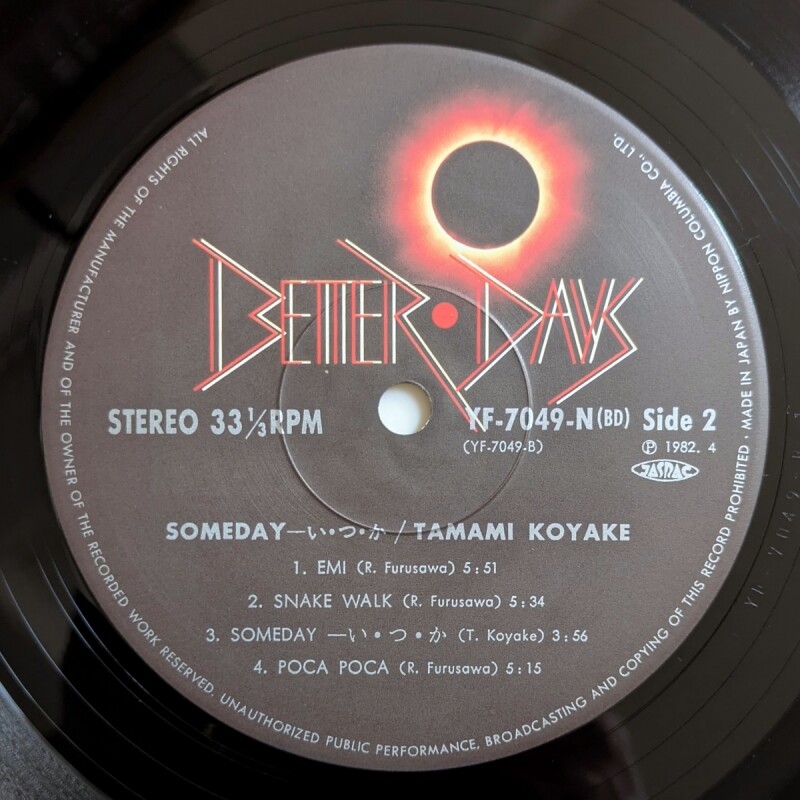 BETTER • DAYS
STEREO 33 1/3 RPM
YF-7049-N(BD) Side 2
(YF-7049-B)
Ⓟ 1982. 4
JASRAC
SOMEDAY—い•つ•か / TAMAMI KOYAKE
1. EMI (R. Furusawa) 5:51
2. SNAKE WALK (R. Furusawa) 5:34
3. SOMEDAY —い•つ•か (T. Koyake) 3:56
4. POCA POCA (R. Furusawa) 5:15
ALL RIGHTS OF THE MANUFACTURER AND OF THE OWNER OF THE RECORDED WORK RESERVED. UNAUTHORIZED PUBLIC PERFORMANCE, BROADCASTING AND COPYING OF THIS RECORD PROHIBITED • MADE IN JAPAN BY NIPPON COLUMBIA CO., LTD.